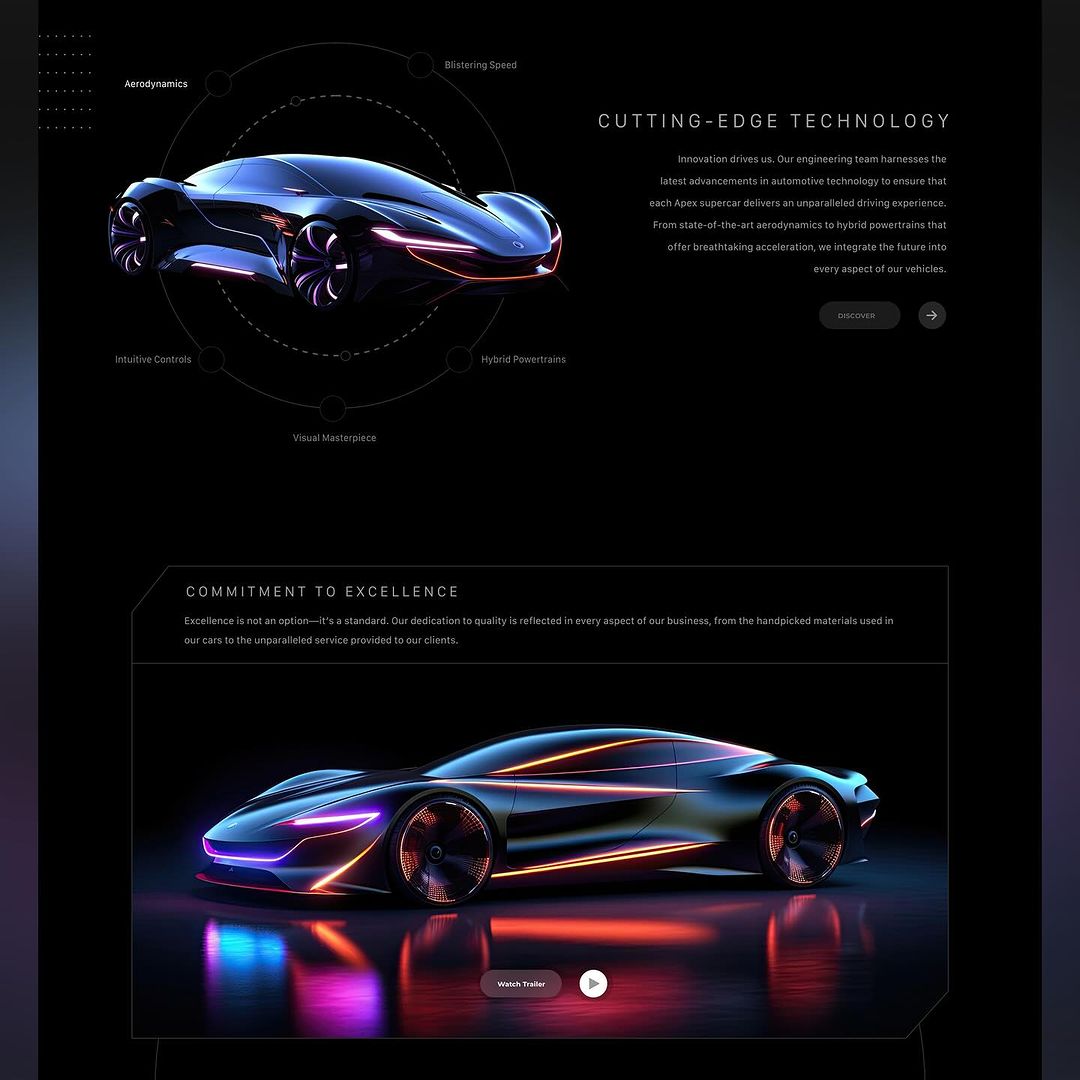 Blistering Speed
Aerodynamics
Intuitive Controls
Hybrid Powertrains
Visual Masterpiece
CUTTING-EDGE TECHNOLOGY
Innovation drives us. Our engineering team harnesses the
latest advancements in automotive technology to ensure that
each Apex supercar delivers an unparalleled driving experience.
From state-of-the-art aerodynamics to hybrid powertrains that
offer breathtaking acceleration, we integrate the future into
every aspect of our vehicles.
DISCOVER
COMMITMENT TO EXCELLENCE
Excellence is not an option—it’s a standard. Our dedication to quality is reflected in every aspect of our business, from the handpicked materials used in
our cars to the unparalleled service provided to our clients.
Watch Trailer